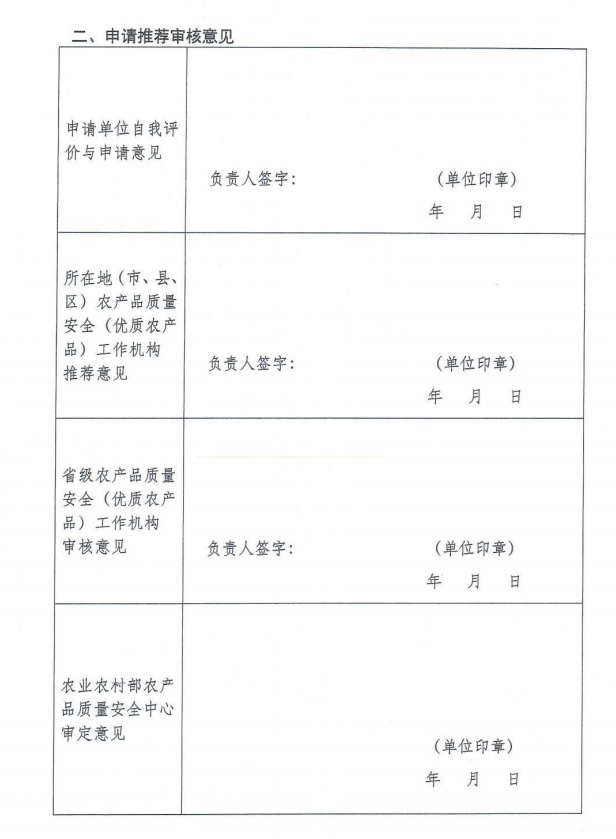 二、申请推荐审核意见
申请单位自我评
价与申请意见
负责人签字：
（单位印章）
年 月 日
所在地（市、县、
区）农产品质量
安全（优质农产
品）工作机构
推荐意见
负责人签字：
（单位印章）
年 月 日
省级农产品质量
安全（优质农产
品）工作机构
审核意见
负责人签字：
（单位印章）
年 月 日
农业农村部农产
品质量安全中心
审定意见
（单位印章）
年 月 日